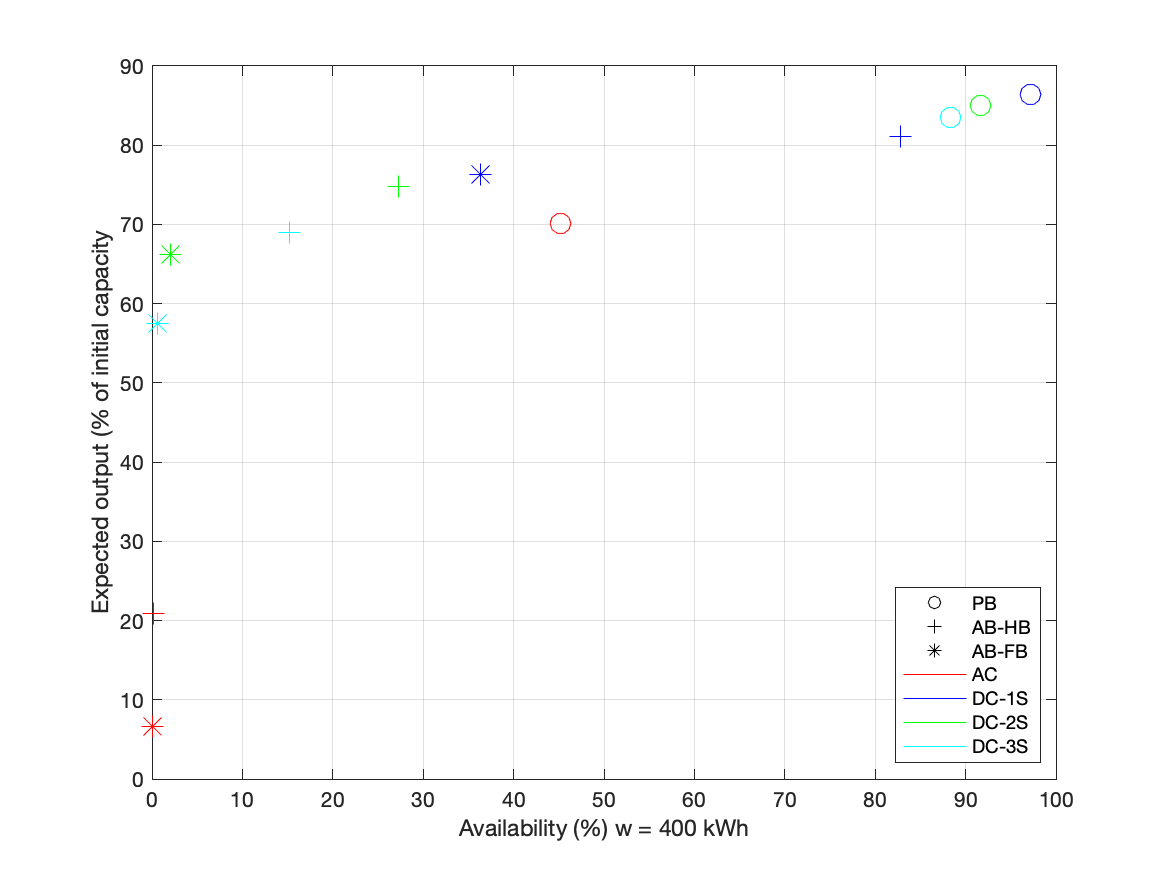 90
80
70
60
50
40
30
20
10
0
Expected output (% of initial capacity
0 10 20 30 40 50 60 70 80 90 100
Availability (%) w = 400 kWh
PB
AB-HB
AB-FB
AC
DC-1S
DC-2S
DC-3S